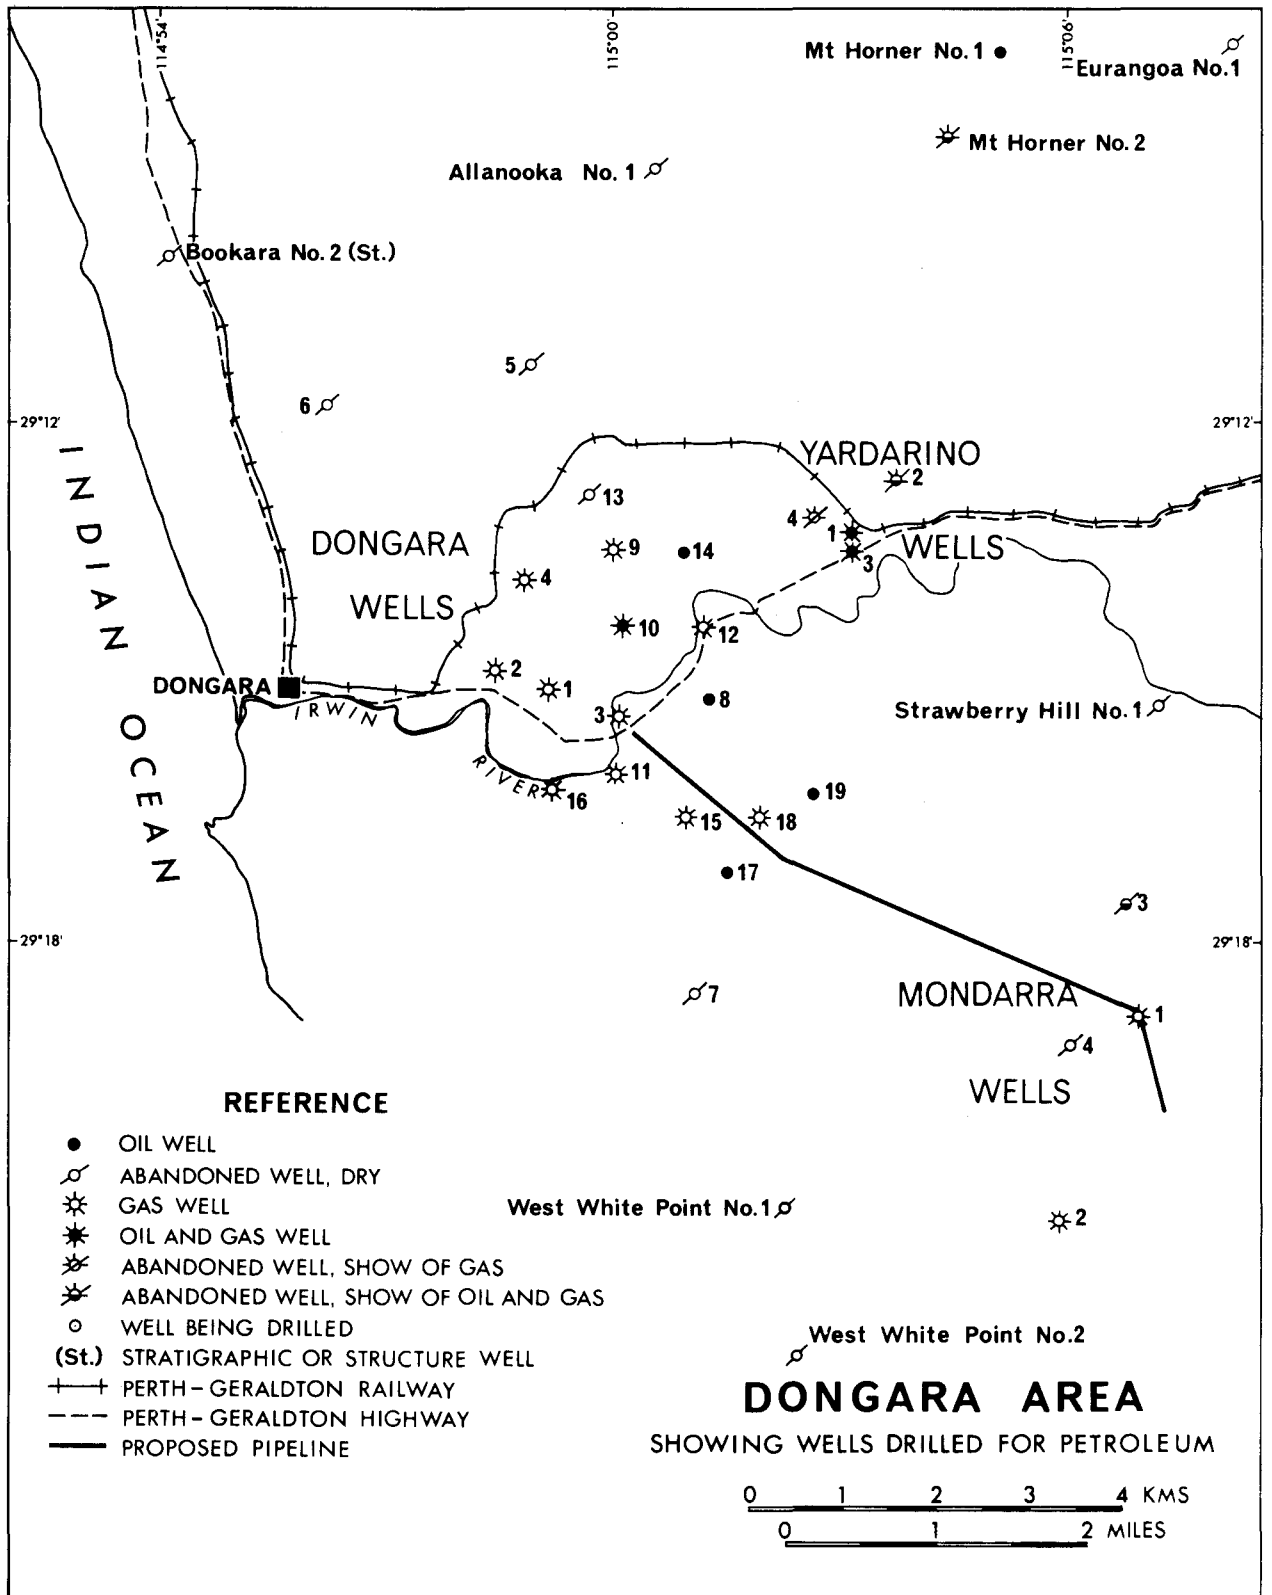 114°54'
115°00'
115°06'
Mt Horner No. 1
Eurangoa No. 1
Mt Horner No. 2
Allanooka No. 1
Bookara No. 2 (St.)
5
6
29°12'
29°12'
YARDARINO
2
13
4
1
DONGARA
9
14
3
WELLS
4
WELLS
10
12
2
DONGARA
1
8
IRWIN
3
Strawberry Hill No. 1
INDIAN OCEAN
RIVER
11
16
19
15
18
17
3
29°18'
29°18'
7
MONDARRA
1
4
WELLS
REFERENCE
OIL WELL
ABANDONED WELL, DRY
GAS WELL
OIL AND GAS WELL
ABANDONED WELL, SHOW OF GAS
ABANDONED WELL, SHOW OF OIL AND GAS
WELL BEING DRILLED
(St.) STRATIGRAPHIC OR STRUCTURE WELL
PERTH-GERALDTON RAILWAY
PERTH-GERALDTON HIGHWAY
PROPOSED PIPELINE
West White Point No. 1
2
West White Point No. 2
DONGARA AREA
SHOWING WELLS DRILLED FOR PETROLEUM
0 1 2 3 4 KMS
0 1 2 MILES